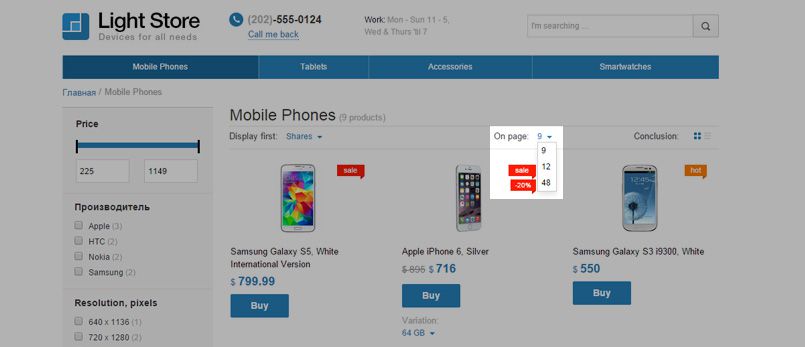 Light Store
Devices for all needs
(202)-555-0124
Call me back
Work: Mon - Sun 11 - 5,
Wed & Thurs 'til 7
I'm searching ...
Mobile Phones
Tablets
Accessories
Smartwatches
Главная / Mobile Phones
Price
225
1149
Производитель
Apple (3)
HTC (2)
Nokia (2)
Samsung (2)
Resolution, pixels
640 x 1136 (1)
720 x 1280 (2)
Mobile Phones (9 products)
Display first: Shares
On page: 9
9
12
48
Conclusion:
sale
Samsung Galaxy S5, White
International Version
$ 799.99
Buy
sale
-20%
Apple iPhone 6, Silver
$ 895 $ 716
Buy
Variation:
64 GB
hot
Samsung Galaxy S3 i9300, White
$ 550
Buy